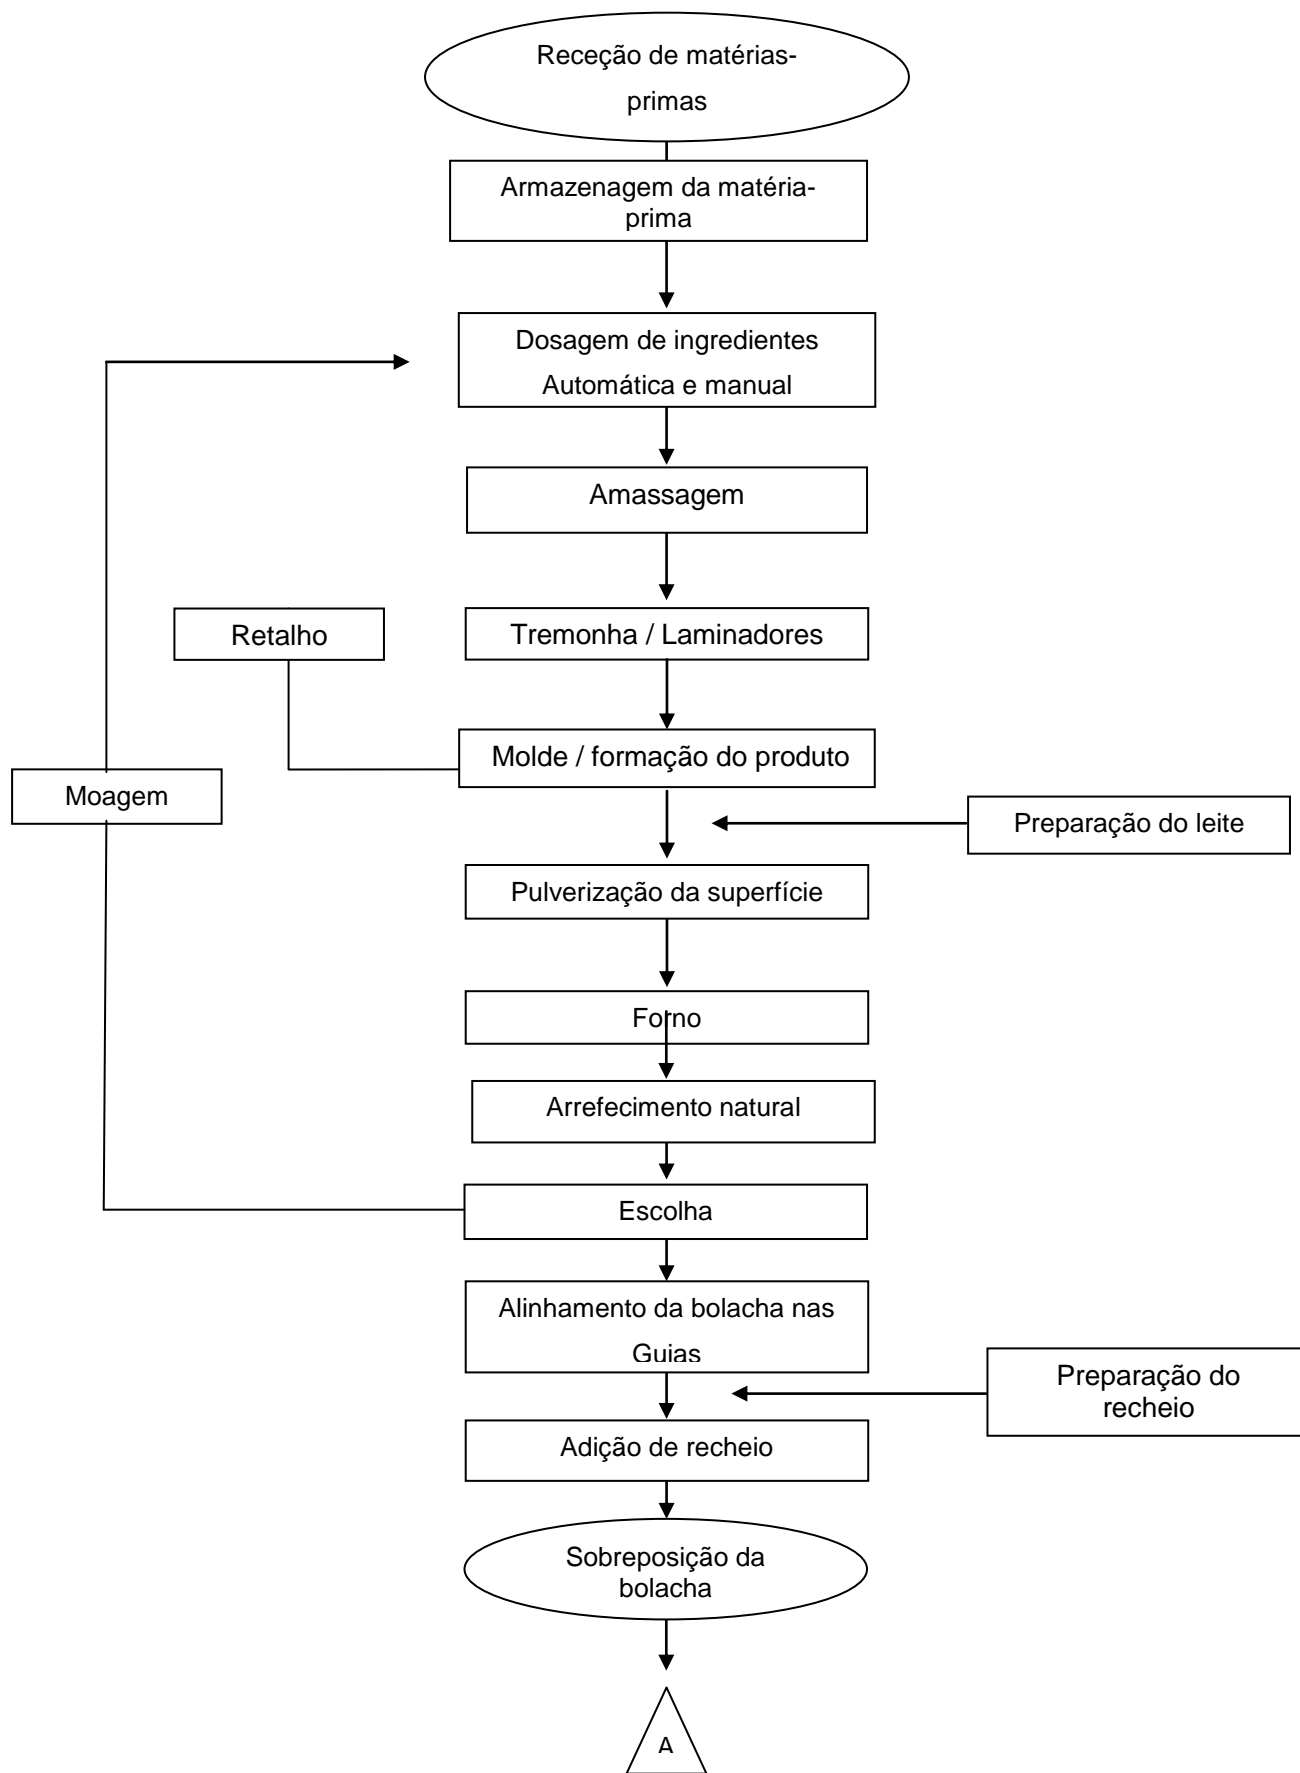 Receção de matérias-
primas
Armazenagem da matéria-
prima
Dosagem de ingredientes
Automática e manual
Amassagem
Retalho
Tremonha / Laminadores
Molde / formação do produto
Moagem
Preparação do leite
Pulverização da superfície
Forno
Arrefecimento natural
Escolha
Alinhamento da bolacha nas
Guias
Preparação do
recheio
Adição de recheio
Sobreposição da
bolacha
A